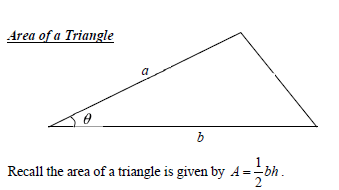 Area of a Triangle
a
θ
b
Recall the area of a triangle is given by A = 1/2 bh .